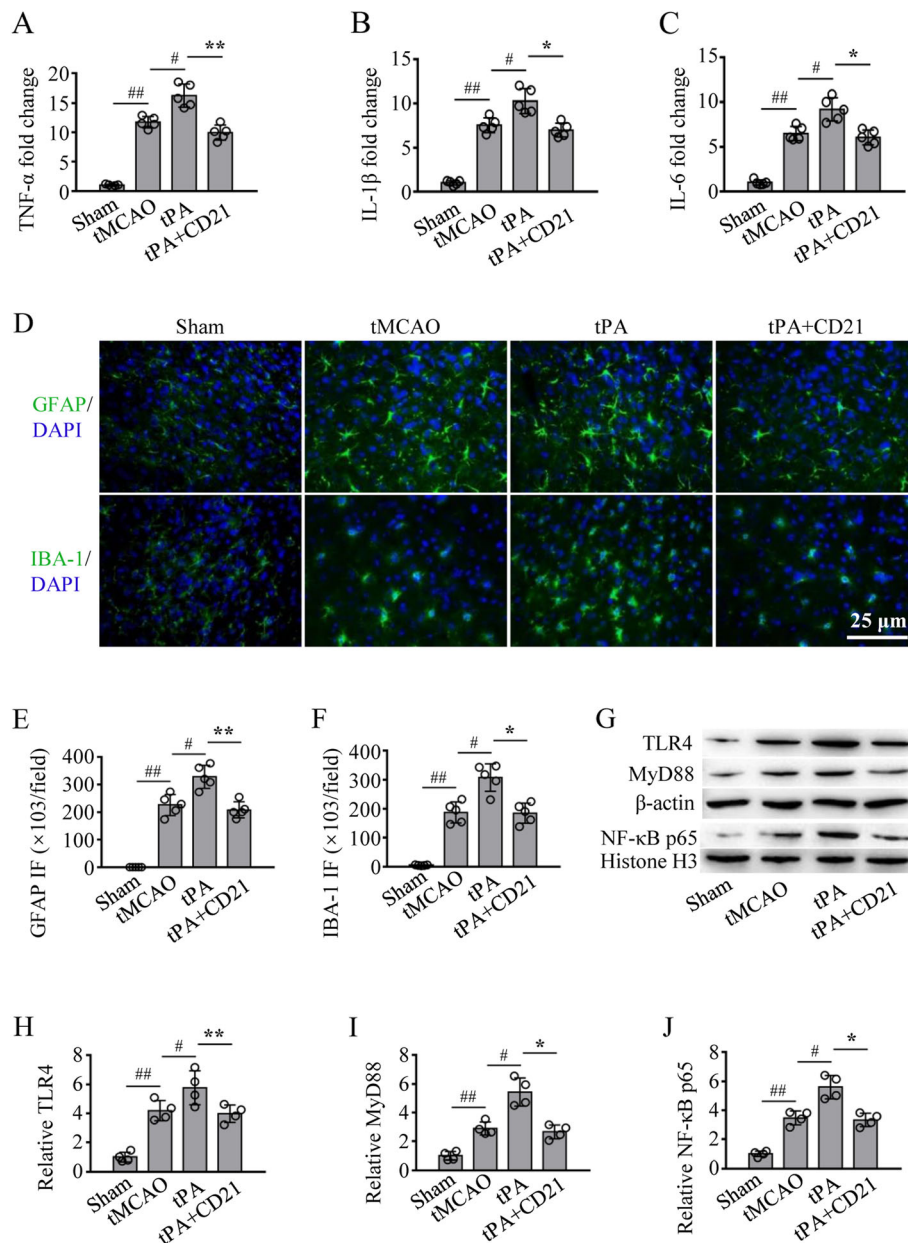 A
TNF-α fold change
20
15
10
5
0
##
#
**
Sham
tMCAO
tPA
tPA+CD21
B
IL-1β fold change
15
10
5
0
##
#
*
Sham
tMCAO
tPA
tPA+CD21
C
IL-6 fold change
15
10
5
0
##
#
*
Sham
tMCAO
tPA
tPA+CD21
D
Sham
tMCAO
tPA
tPA+CD21
GFAP/
DAPI
IBA-1/
DAPI
25 μm
E
GFAP IF (×103/field)
400
300
200
100
0
##
#
**
Sham
tMCAO
tPA
tPA+CD21
F
IBA-1 IF (×103/field)
400
300
200
100
0
##
#
*
Sham
tMCAO
tPA
tPA+CD21
G
TLR4
MyD88
β-actin
NF-κB p65
Histone H3
Sham
tMCAO
tPA
tPA+CD21
H
Relative TLR4
8
6
4
2
0
##
#
**
Sham
tMCAO
tPA
tPA+CD21
I
Relative MyD88
8
6
4
2
0
##
#
*
Sham
tMCAO
tPA
tPA+CD21
J
Relative NF-κB p65
8
6
4
2
0
##
#
*
Sham
tMCAO
tPA
tPA+CD21